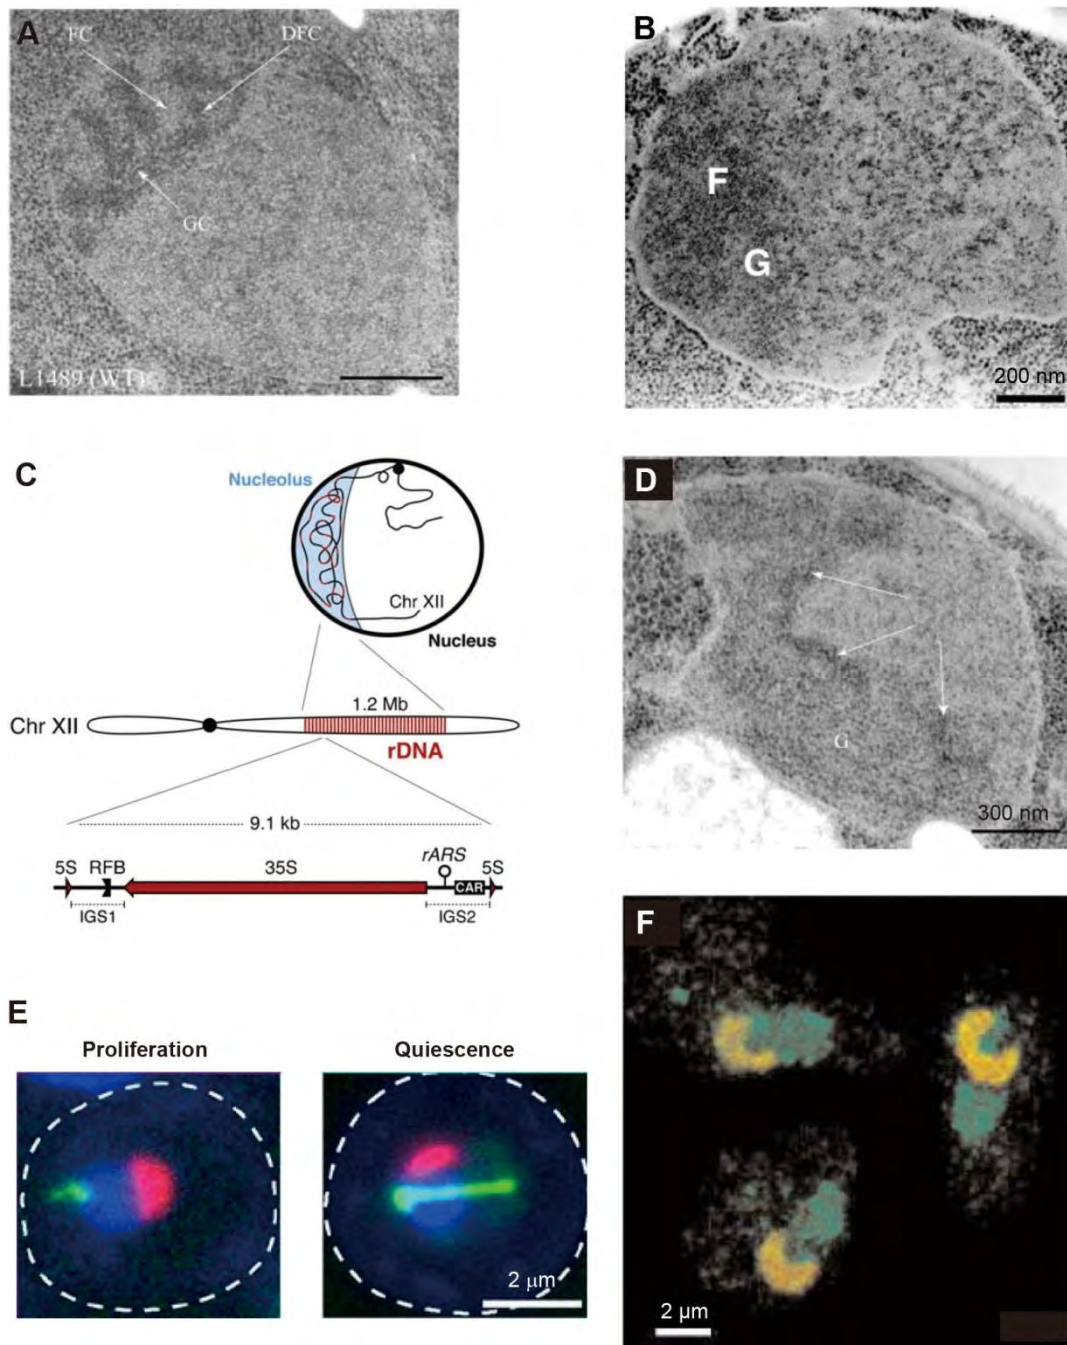 A
FC
DFC
GC
L1489 (WT)
B
F
G
200 nm
C
Nucleolus
Chr XII
Nucleus
1.2 Mb
Chr XII
rDNA
9.1 kb
5S
RFB
35S
rARS
CAR
5S
IGS1
IGS2
D
G
300 nm
E
Proliferation
Quiescence
2 μm
F
2 μm